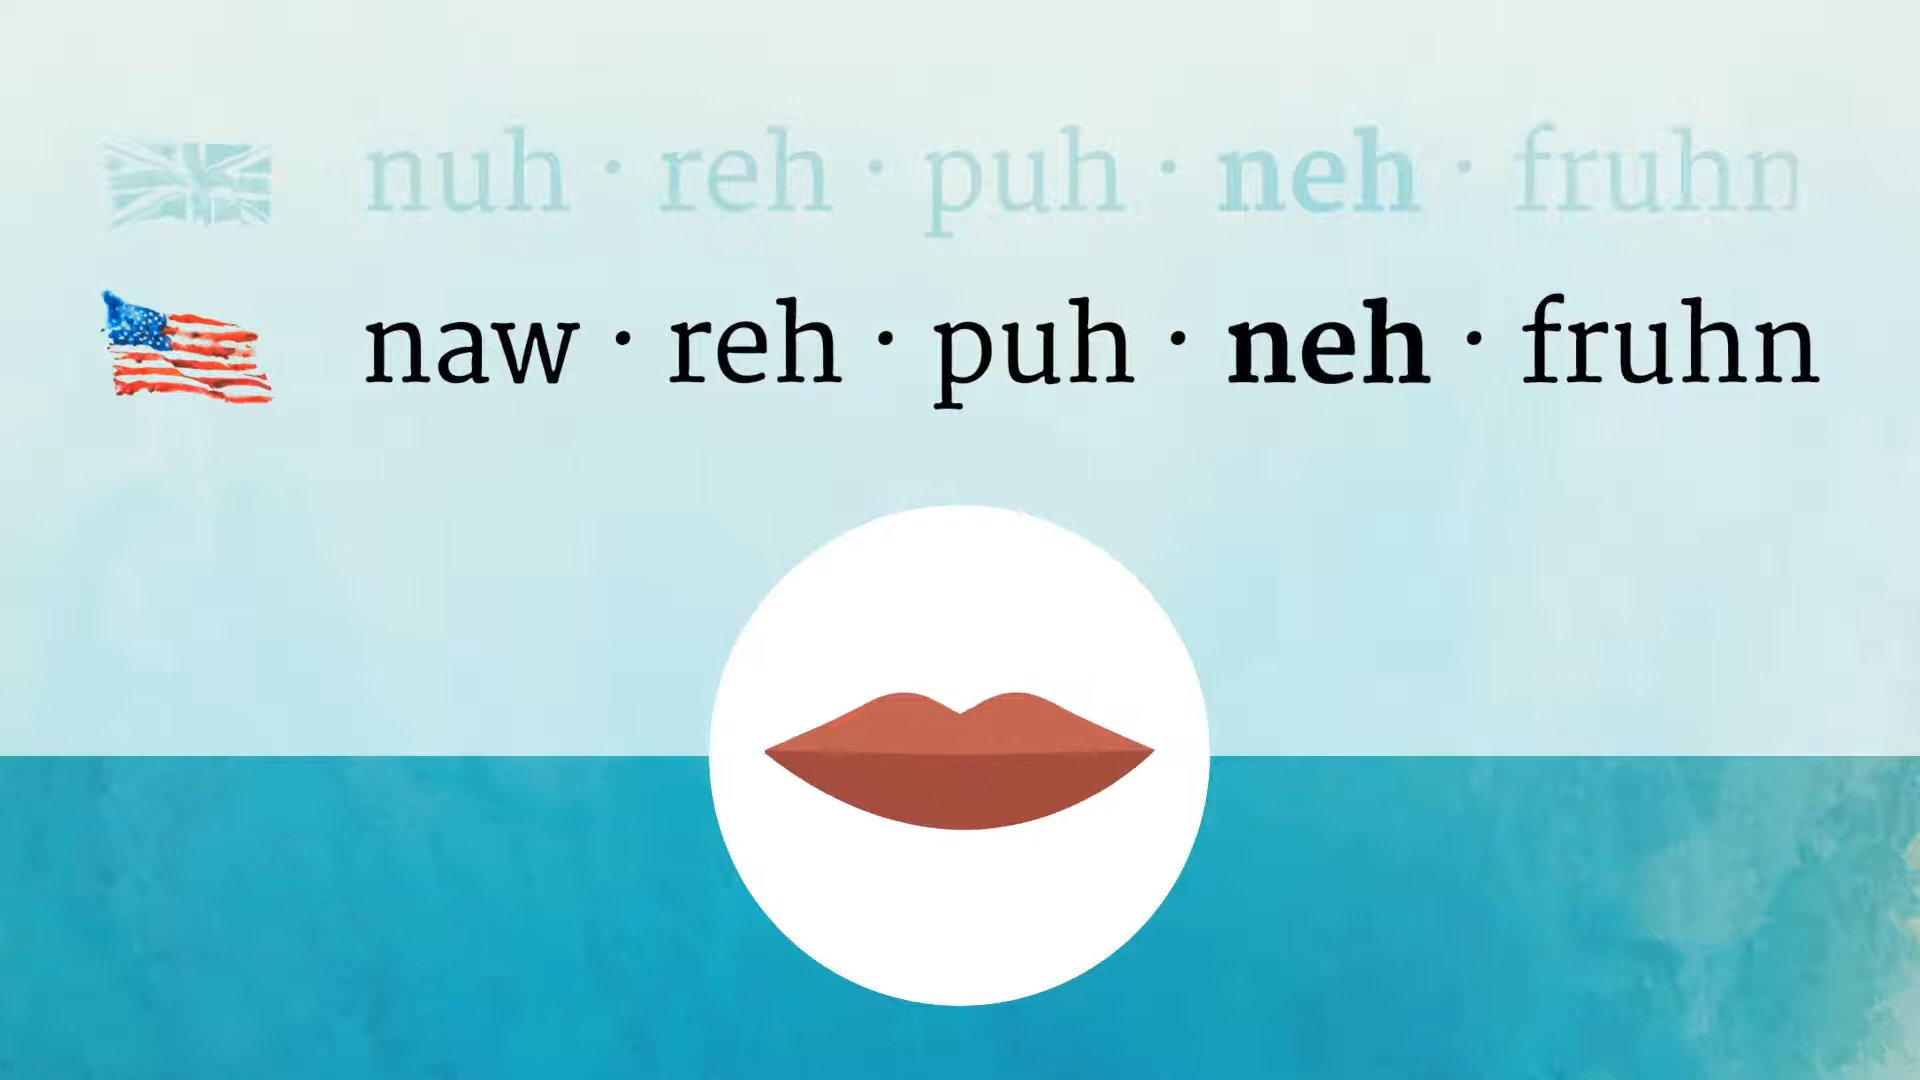 nuh · reh · puh · neh · fruhn
naw · reh · puh · neh · fruhn